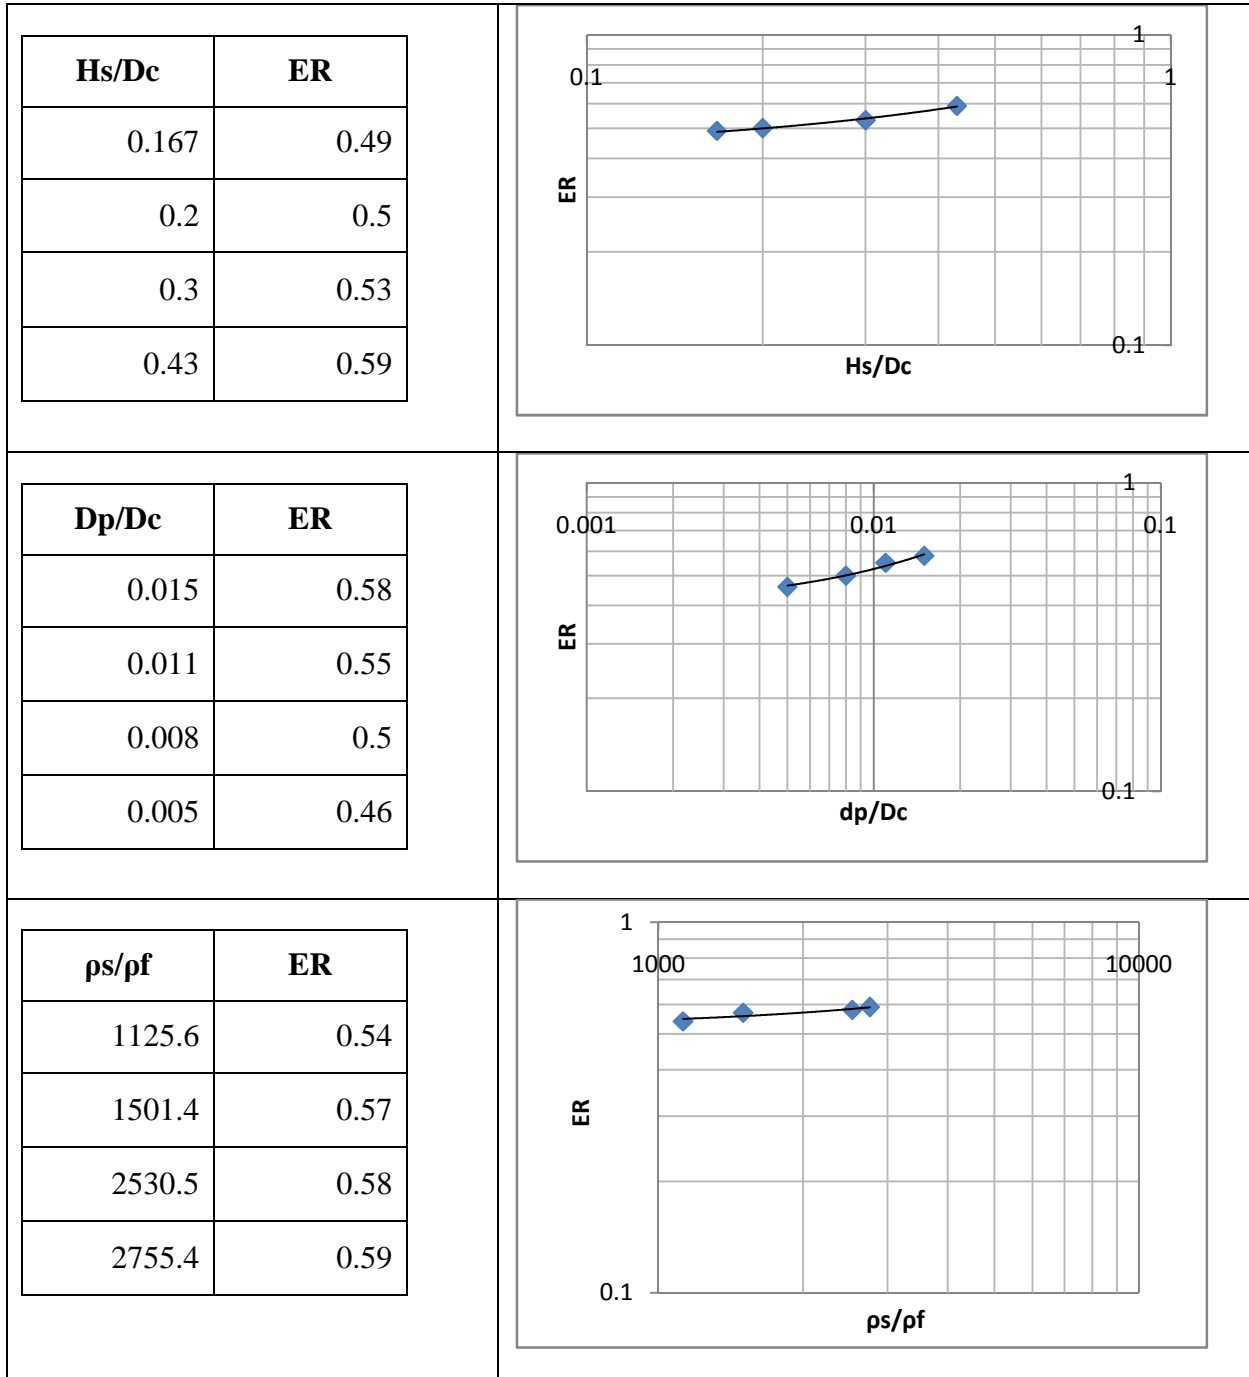 Hs/Dc ER
0.167 0.49
0.2 0.5
0.3 0.53
0.43 0.59
1
0.1 1
ER
0.1
Hs/Dc
Dp/Dc ER
0.015 0.58
0.011 0.55
0.008 0.5
0.005 0.46
1
0.001 0.01 0.1
ER
0.1
dp/Dc
ρs/ρf ER
1125.6 0.54
1501.4 0.57
2530.5 0.58
2755.4 0.59
1
1000 10000
ER
0.1
ρs/ρf